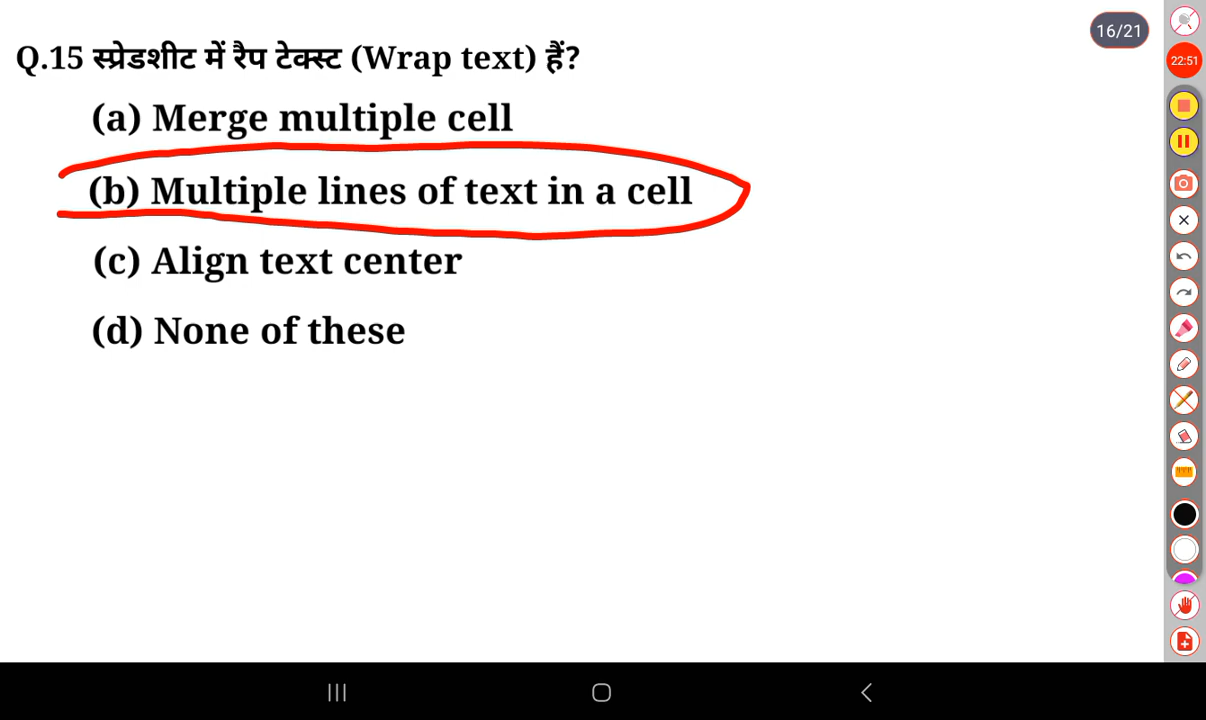 16/21
Q.15 स्प्रेडशीट में रैप टेक्स्ट (Wrap text) हैं?
22:51
(a) Merge multiple cell
(b) Multiple lines of text in a cell
(c) Align text center
(d) None of these